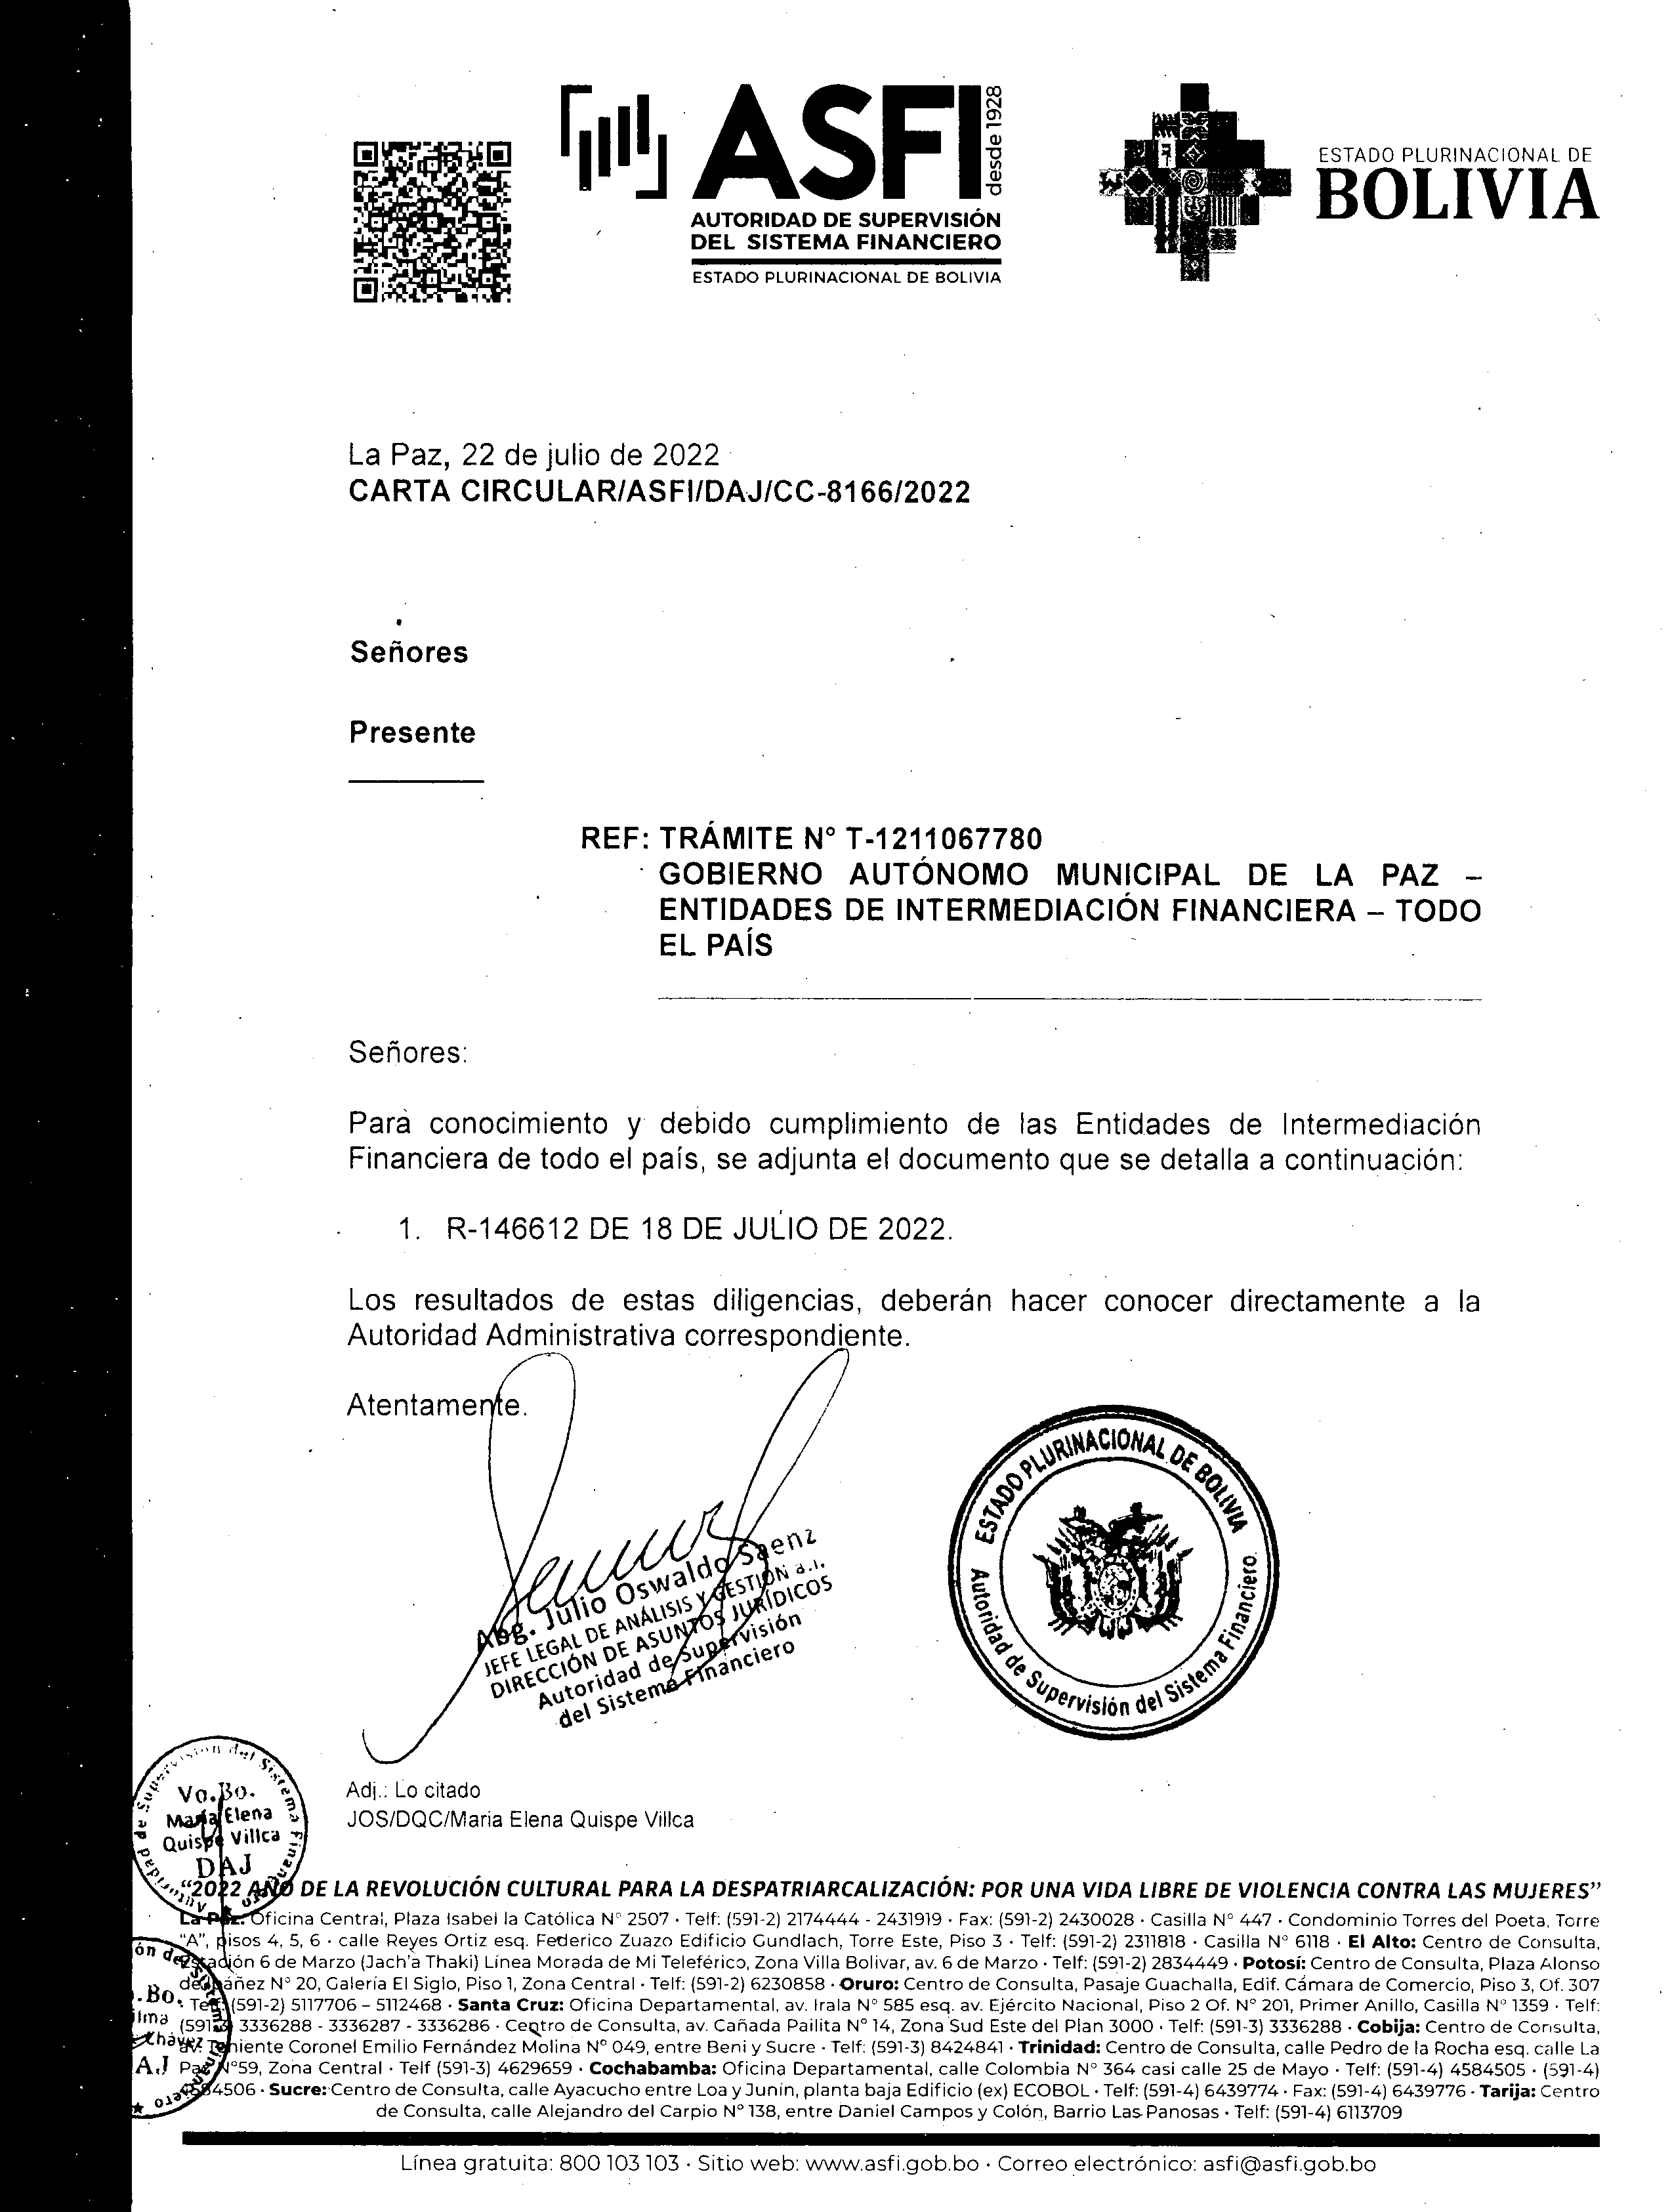 ASFI
desde 1928
AUTORIDAD DE SUPERVISIÓN
DEL SISTEMA FINANCIERO
ESTADO PLURINACIONAL DE BOLIVIA
ESTADO PLURINACIONAL DE
BOLIVIA
La Paz, 22 de julio de 2022
CARTA CIRCULAR/ASFI/DAJ/CC-8166/2022
Señores
Presente
REF: TRÁMITE N° T-1211067780
GOBIERNO AUTÓNOMO MUNICIPAL DE LA PAZ –
ENTIDADES DE INTERMEDIACIÓN FINANCIERA – TODO
EL PAÍS
Señores:
Para conocimiento y debido cumplimiento de las Entidades de Intermediación
Financiera de todo el país, se adjunta el documento que se detalla a continuación:
1. R-146612 DE 18 DE JULIO DE 2022.
Los resultados de estas diligencias, deberán hacer conocer directamente a la
Autoridad Administrativa correspondiente.
Atentamente.
Abg. Julio Oswaldo Saenz
JEFE LEGAL DE ANÁLISIS Y GESTIÓN a.i.
DIRECCIÓN DE ASUNTOS JURÍDICOS
Autoridad de Supervisión
del Sistema Financiero
ESTADO PLURINACIONAL DE BOLIVIA
Autoridad de Supervisión del Sistema Financiero
Autoridad de Supervisión del Sistema Financiero
Vo.Bo.
María Elena
Quispe Villca
DAJ
Adj.: Lo citado
JOS/DQC/Maria Elena Quispe Villca
“2022 AÑO DE LA REVOLUCIÓN CULTURAL PARA LA DESPATRIARCALIZACIÓN: POR UNA VIDA LIBRE DE VIOLENCIA CONTRA LAS MUJERES”
La Paz: Oficina Central, Plaza Isabel la Católica N° 2507 · Telf: (591-2) 2174444 - 2431919 · Fax: (591-2) 2430028 · Casilla N° 447 · Condominio Torres del Poeta, Torre
“A”, pisos 4, 5, 6 · calle Reyes Ortiz esq. Federico Zuazo Edificio Gundlach, Torre Este, Piso 3 · Telf: (591-2) 2311818 · Casilla N° 6118 · El Alto: Centro de Consulta,
Estación 6 de Marzo (Jach'a Thaki) Línea Morada de Mi Teleférico, Zona Villa Bolivar, av. 6 de Marzo · Telf: (591-2) 2834449 · Potosí: Centro de Consulta, Plaza Alonso
de Ibáñez N° 20, Galería El Siglo, Piso 1, Zona Central · Telf: (591-2) 6230858 · Oruro: Centro de Consulta, Pasaje Guachalla, Edif. Cámara de Comercio, Piso 3, Of. 307
Telf: (591-2) 5117706 – 5112468 · Santa Cruz: Oficina Departamental, av. Irala N° 585 esq. av. Ejército Nacional, Piso 2 Of. N° 201, Primer Anillo, Casilla N° 1359 · Telf:
(591-3) 3336288 - 3336287 - 3336286 · Centro de Consulta, av. Cañada Pailita N° 14, Zona Sud Este del Plan 3000 · Telf: (591-3) 3336288 · Cobija: Centro de Consulta,
av. Teniente Coronel Emilio Fernández Molina N° 049, entre Beni y Sucre · Telf: (591-3) 8424841 · Trinidad: Centro de Consulta, calle Pedro de la Rocha esq. calle La
Paz N°59, Zona Central · Telf (591-3) 4629659 · Cochabamba: Oficina Departamental, calle Colombia N° 364 casi calle 25 de Mayo · Telf: (591-4) 4584505 · (591-4)
4584506 · Sucre: Centro de Consulta, calle Ayacucho entre Loa y Junín, planta baja Edificio (ex) ECOBOL · Telf: (591-4) 6439774 · Fax: (591-4) 6439776 · Tarija: Centro
de Consulta, calle Alejandro del Carpio N° 138, entre Daniel Campos y Colón, Barrio Las Panosas · Telf: (591-4) 6113709
Línea gratuita: 800 103 103 · Sitio web: www.asfi.gob.bo · Correo electrónico: asfi@asfi.gob.bo